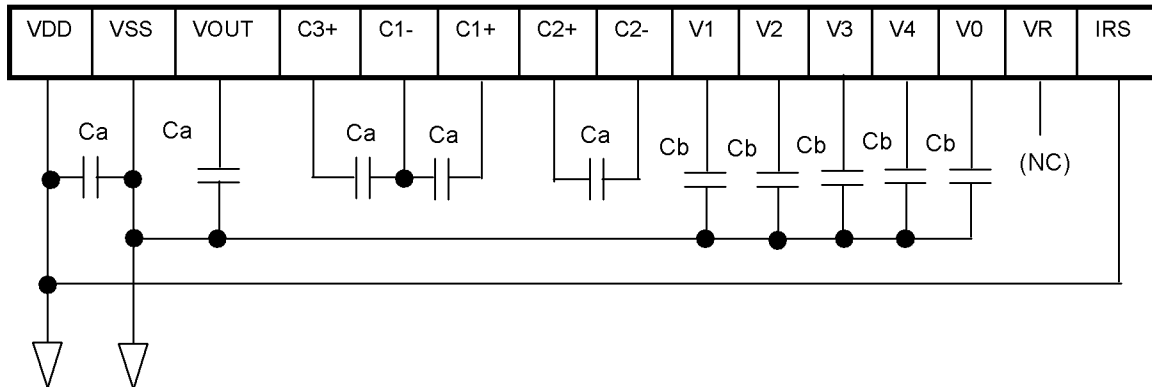 VDD VSS VOUT C3+ C1- C1+ C2+ C2- V1 V2 V3 V4 V0 VR IRS
Ca Ca Ca Ca Ca Cb Cb Cb Cb Cb
(NC)